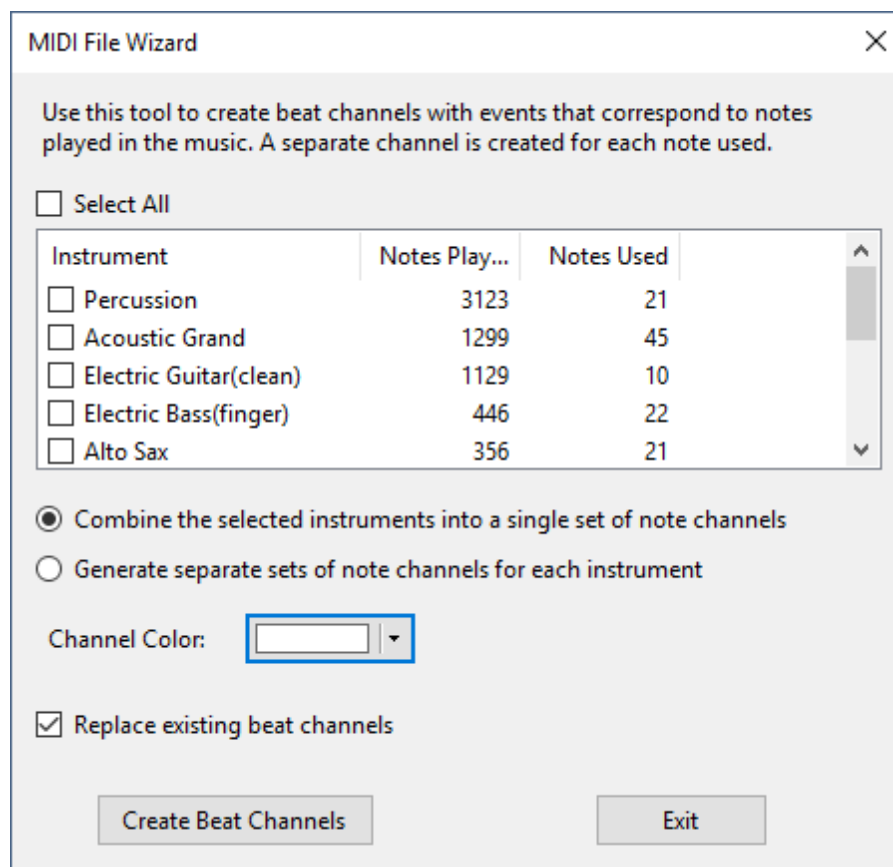 MIDI File Wizard
Use this tool to create beat channels with events that correspond to notes
played in the music. A separate channel is created for each note used.
Select All
Instrument Notes Play... Notes Used
Percussion 3123 21
Acoustic Grand 1299 45
Electric Guitar(clean) 1129 10
Electric Bass(finger) 446 22
Alto Sax 356 21
Combine the selected instruments into a single set of note channels
Generate separate sets of note channels for each instrument
Channel Color:
Replace existing beat channels
Create Beat Channels Exit